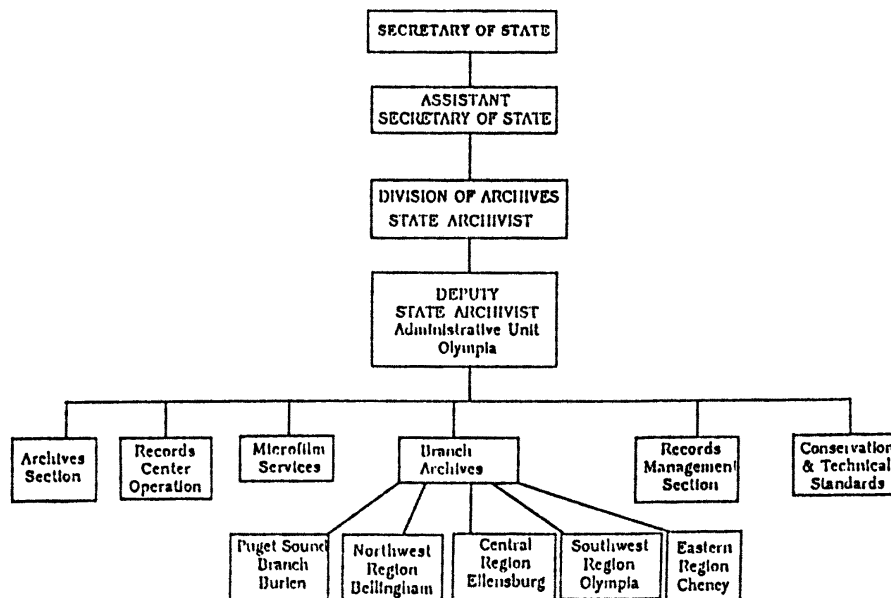 SECRETARY OF STATE
ASSISTANT
SECRETARY OF STATE
DIVISION OF ARCHIVES
STATE ARCHIVIST
DEPUTY
STATE ARCHIVIST
Administrative Unit
Olympia
Archives
Section
Records
Center
Operation
Microfilm
Services
Branch
Archives
Records
Management
Section
Conservation
& Technical
Standards
Puget Sound
Branch
Burien
Northwest
Region
Bellingham
Central
Region
Ellensburg
Southwest
Region
Olympia
Eastern
Region
Cheney